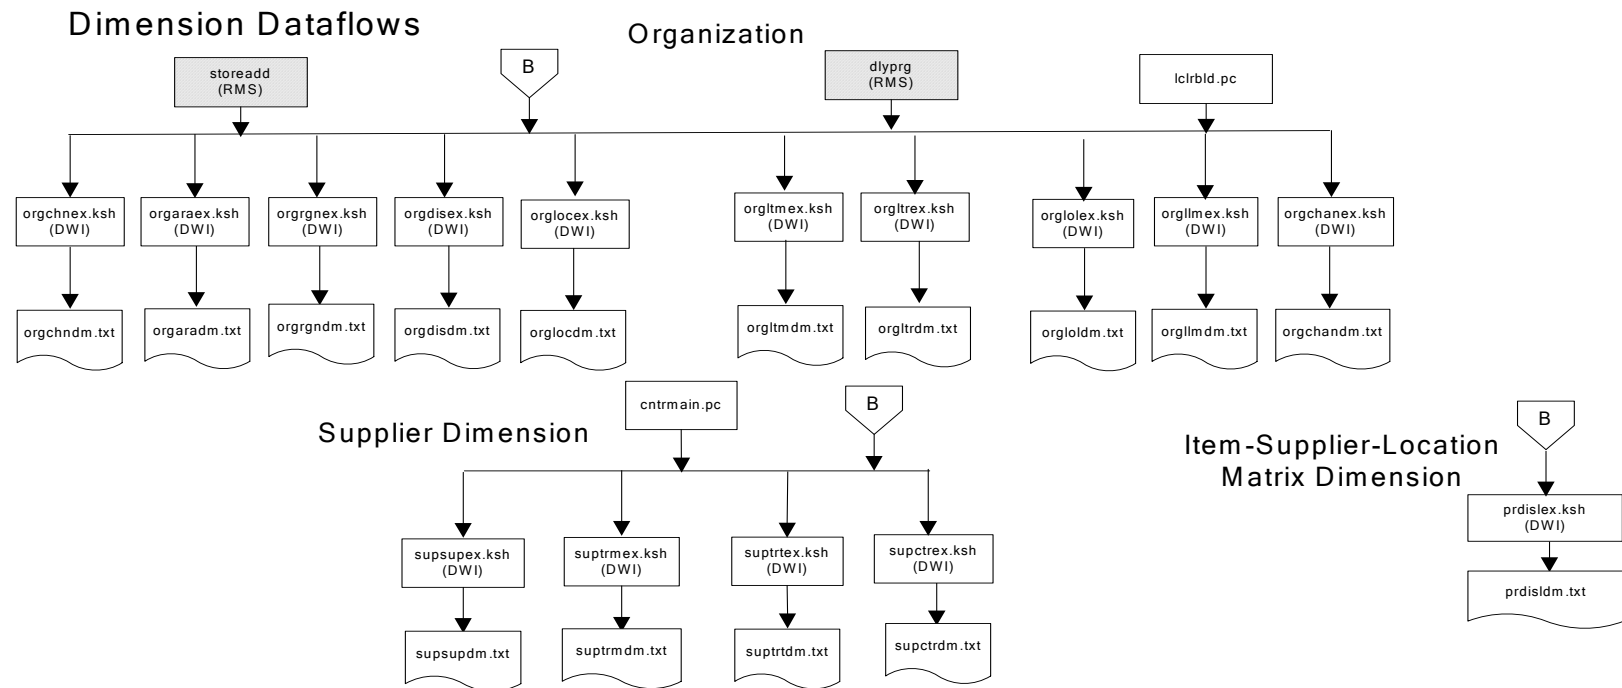 Dimension Dataflows
Organization
storeadd
(RMS)
B
dlyprg
(RMS)
lclrbld.pc
orgchnex.ksh
(DWI)
orgaraex.ksh
(DWI)
orgrgnex.ksh
(DWI)
orgdisex.ksh
(DWI)
orglocex.ksh
(DWI)
orgltmex.ksh
(DWI)
orgltrex.ksh
(DWI)
orglolex.ksh
(DWI)
orgllmex.ksh
(DWI)
orgchanex.ksh
(DWI)
orgchndm.txt
orgaradm.txt
orgrgndm.txt
orgdisdm.txt
orglocdm.txt
orgltmdm.txt
orgltrdm.txt
orgloldm.txt
orgllmdm.txt
orgchandm.txt
Supplier Dimension
cntrmain.pc
B
supsupex.ksh
(DWI)
suptrmex.ksh
(DWI)
suptrtex.ksh
(DWI)
supctrex.ksh
(DWI)
supsupdm.txt
suptrmdm.txt
suptrtdm.txt
supctrdm.txt
Item-Supplier-Location
Matrix Dimension
B
prdislex.ksh
(DWI)
prdisldm.txt